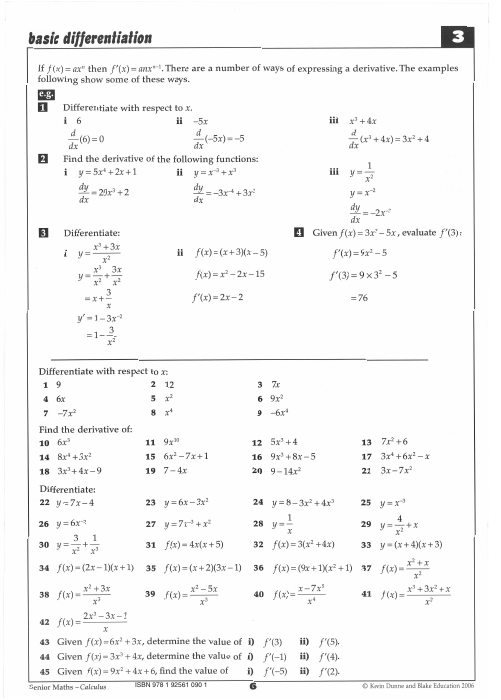 basic differentiation 3
If f(x) = axⁿ then f′(x) = anxⁿ⁻¹. There are a number of ways of expressing a derivative. The examples
following show some of these ways.
e.g.
1 Differentiate with respect to x.
i 6 ii −5x iii x³ + 4x
d/dx (6) = 0 d/dx (−5x) = −5 d/dx (x³ + 4x) = 3x² + 4
2 Find the derivative of the following functions:
i y = 5x⁴ + 2x + 1 ii y = x⁻³ + x³ iii y = 1/x²
y = x⁻²
dy/dx = 20x³ + 2 dy/dx = −3x⁻⁴ + 3x² dy/dx = −2x⁻
3 Differentiate: 4 Given f(x) = 3x² − 5x, evaluate f′(3):
i y = (x³ + 3x)/x² ii f(x) = (x + 3)(x − 5) f′(x) = 9x² − 5
y = x³/x² + 3x/x² f(x) = x² − 2x − 15 f′(3) = 9 × 3² − 5
= x + 3/x f′(x) = 2x − 2 = 76
y′ = 1 − 3x⁻²
= 1 − 3/x²
Differentiate with respect to x:
1 9 2 12 3 7x
4 6x 5 x² 6 9x²
7 −7x² 8 x⁴ 9 −6x⁴
Find the derivative of:
10 6x³ 11 9x¹⁰ 12 5x³ + 4 13 7x² + 6
14 8x⁴ + 3x² 15 6x² − 7x + 1 16 9x³ + 8x − 5 17 3x⁴ + 6x² − x
18 3x³ + 4x − 9 19 7 − 4x 20 9 − 14x² 21 3x − 7x²
Differentiate:
22 y = 7x − 4 23 y = 6x − 3x² 24 y = 8 − 3x² + 4x³ 25 y = x⁻³
26 y = 6x⁻² 27 y = 7x⁻³ + x² 28 y = 1/x 29 y = 4/x² + x
30 y = 3/x² + 1/x³ 31 f(x) = 4x(x + 5) 32 f(x) = 3(x² + 4x) 33 y = (x + 4)(x + 3)
34 f(x) = (2x − 1)(x + 1) 35 f(x) = (x + 2)(3x − 1) 36 f(x) = (9x + 1)(x² + 1) 37 f(x) = (x² + x)/x²
38 f(x) = (x² + 3x)/x³ 39 f(x) = (x² − 5x)/x³ 40 f(x) = (x − 7x⁵)/x⁴ 41 f(x) = (x³ + 3x² + x)/x²
42 f(x) = (2x³ − 3x − )/x
43 Given f(x) = 6x² + 3x, determine the value of i) f′(3) ii) f′(5).
44 Given f(x) = 3x³ + 4x, determine the value of i) f′(−1) ii) f′(4).
45 Given f(x) = 9x² + 4x + 6, find the value of i) f′(−5) ii) f′(2).
Senior Maths – Calculus ISBN 978 1 92561 090 1 6 © Kevin Dunne and Blake Education 2006